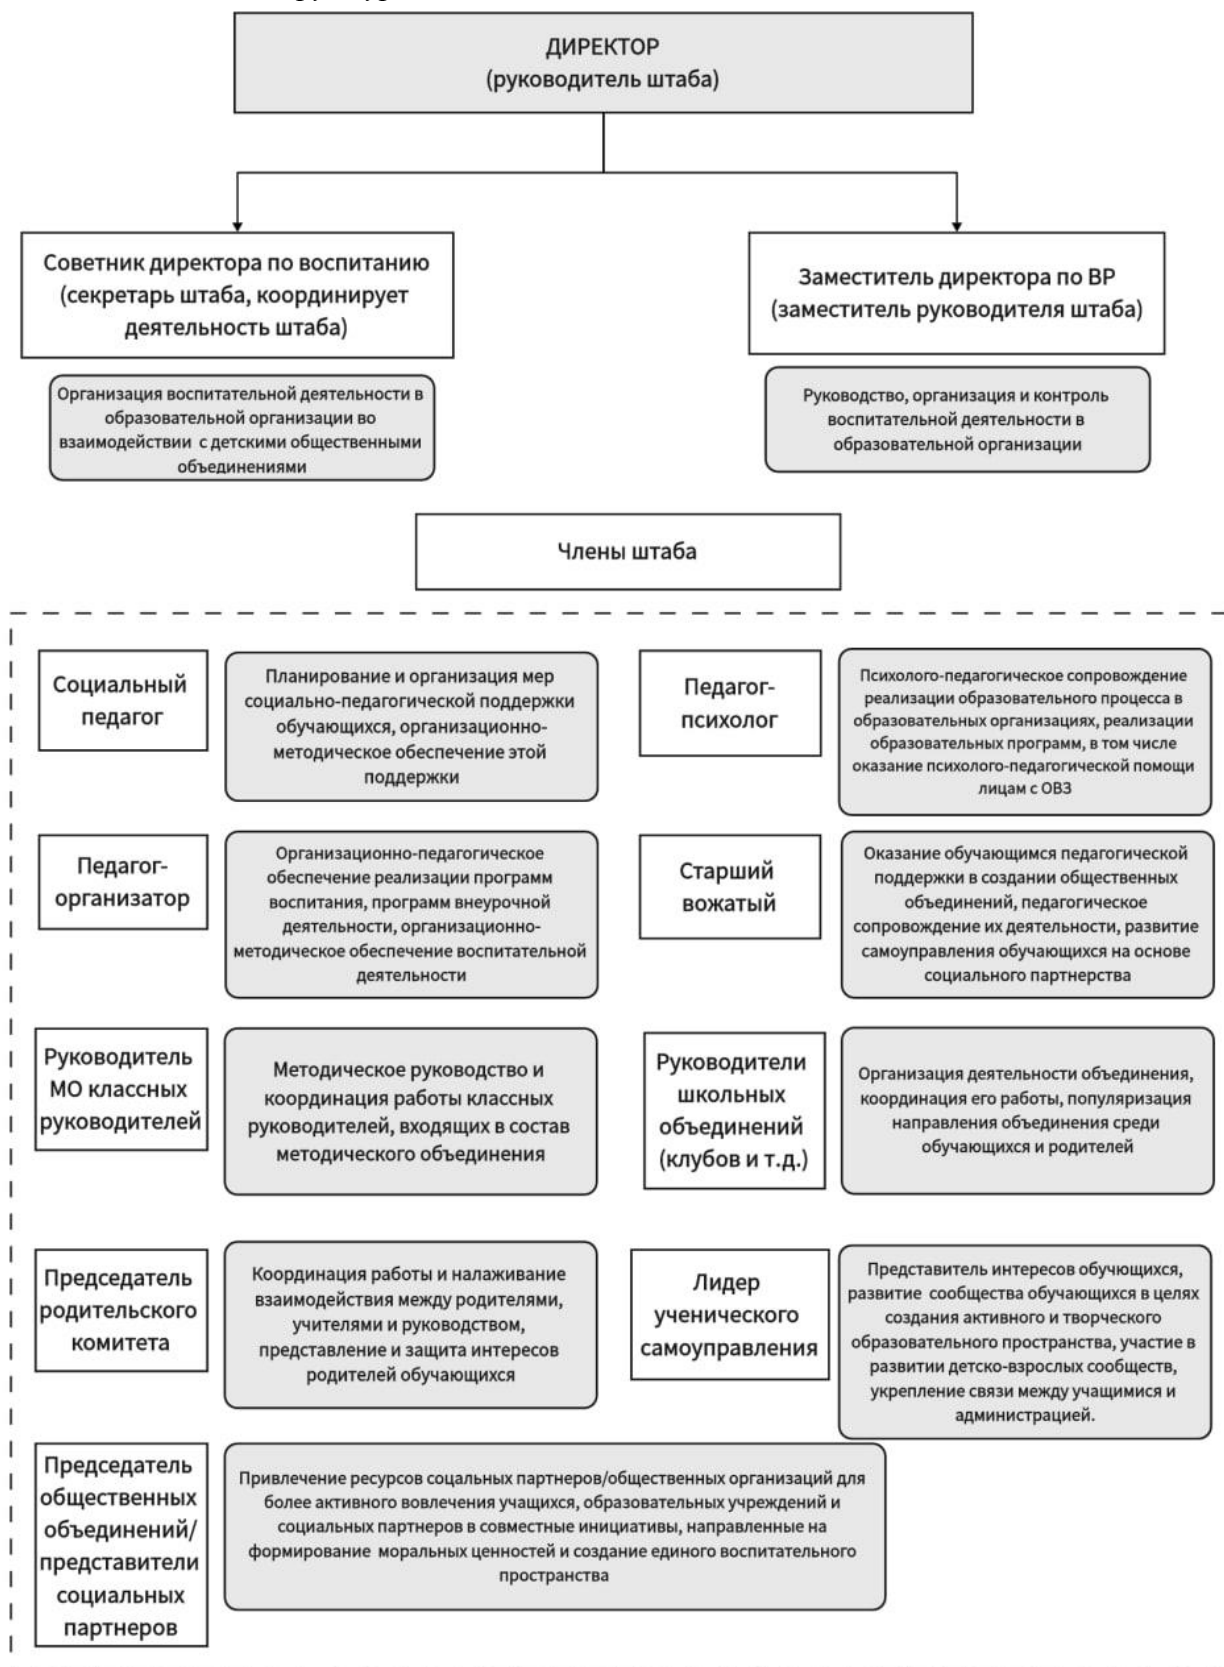 ДИРЕКТОР
(руководитель штаба)
Советник директора по воспитанию
(секретарь штаба, координирует
деятельность штаба)
Заместитель директора по ВР
(заместитель руководителя штаба)
Организация воспитательной деятельности в
образовательной организации во
взаимодействии с детскими общественными
объединениями
Руководство, организация и контроль
воспитательной деятельности в
образовательной организации
Члены штаба
Социальный
педагог
Планирование и организация мер
социально-педагогической поддержки
обучающихся, организационно-
методическое обеспечение этой
поддержки
Педагог-
психолог
Психолого-педагогическое сопровождение
реализации образовательного процесса в
образовательных организациях, реализации
образовательных программ, в том числе
оказание психолого-педагогической помощи
лицам с ОВЗ
Педагог-
организатор
Организационно-педагогическое
обеспечение реализации программ
воспитания, программ внеурочной
деятельности, организационно-
методическое обеспечение воспитательной
деятельности
Старший
вожатый
Оказание обучающимся педагогической
поддержки в создании общественных
объединений, педагогическое
сопровождение их деятельности, развитие
самоуправления обучающихся на основе
социального партнерства
Руководитель
МО классных
руководителей
Методическое руководство и
координация работы классных
руководителей, входящих в состав
методического объединения
Руководители
школьных
объединений
(клубов и т.д.)
Организация деятельности объединения,
координация его работы, популяризация
направления объединения среди
обучающихся и родителей
Председатель
родительского
комитета
Координация работы и налаживание
взаимодействия между родителями,
учителями и руководством,
представление и защита интересов
родителей обучающихся
Лидер
ученического
самоуправления
Представитель интересов обучющихся,
развитие сообщества обучающихся в целях
создания активного и творческого
образовательного пространства, участие в
развитии детско-взрослых сообществ,
укрепление связи между учащимися и
администрацией.
Председатель
общественных
объединений/
представители
социальных
партнеров
Привлечение ресурсов соцальных партнеров/общественных организаций для
более активного вовлечения учащихся, образовательных учреждений и
социальных партнеров в совместные инициативы, направленные на
формирование моральных ценностей и создание единого воспитательного
пространства